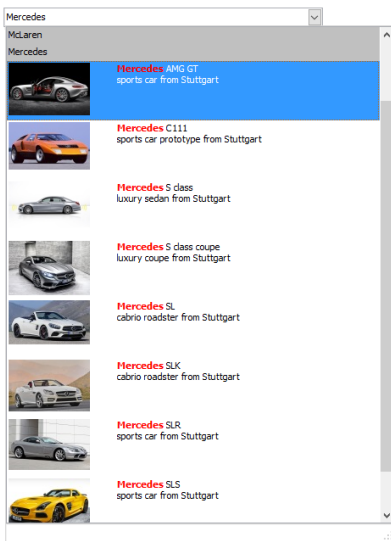 Mercedes
McLaren
Mercedes
Mercedes AMG GT
sports car from Stuttgart
Mercedes C111
sports car prototype from Stuttgart
Mercedes S class
luxury sedan from Stuttgart
Mercedes S class coupe
luxury coupe from Stuttgart
Mercedes SL
cabrio roadster from Stuttgart
Mercedes SLK
cabrio roadster from Stuttgart
Mercedes SLR
sports car from Stuttgart
Mercedes SLS
sports car from Stuttgart